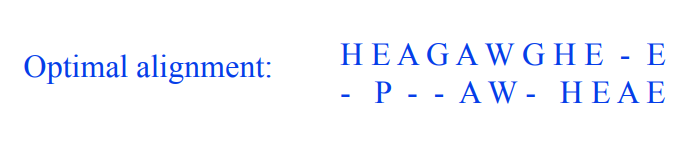 Optimal alignment:
H E A G A W G H E - E
- P - - A W - H E A E